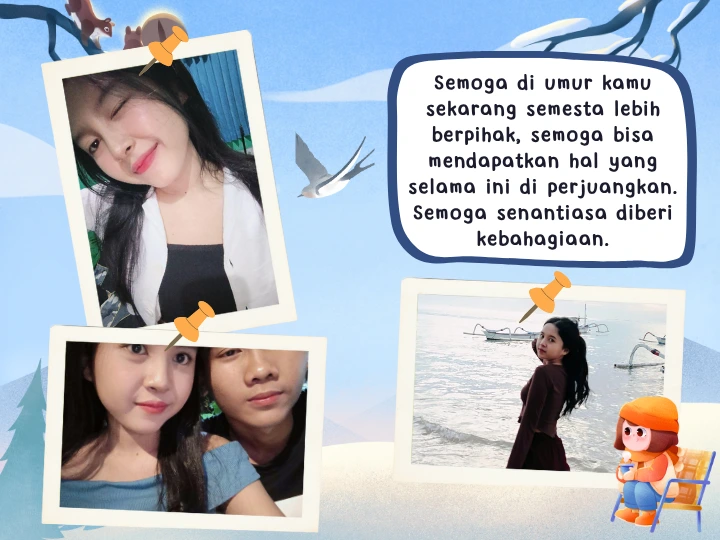 Semoga di umur kamu
sekarang semesta lebih
berpihak, semoga bisa
mendapatkan hal yang
selama ini di perjuangkan.
Semoga senantiasa diberi
kebahagiaan.